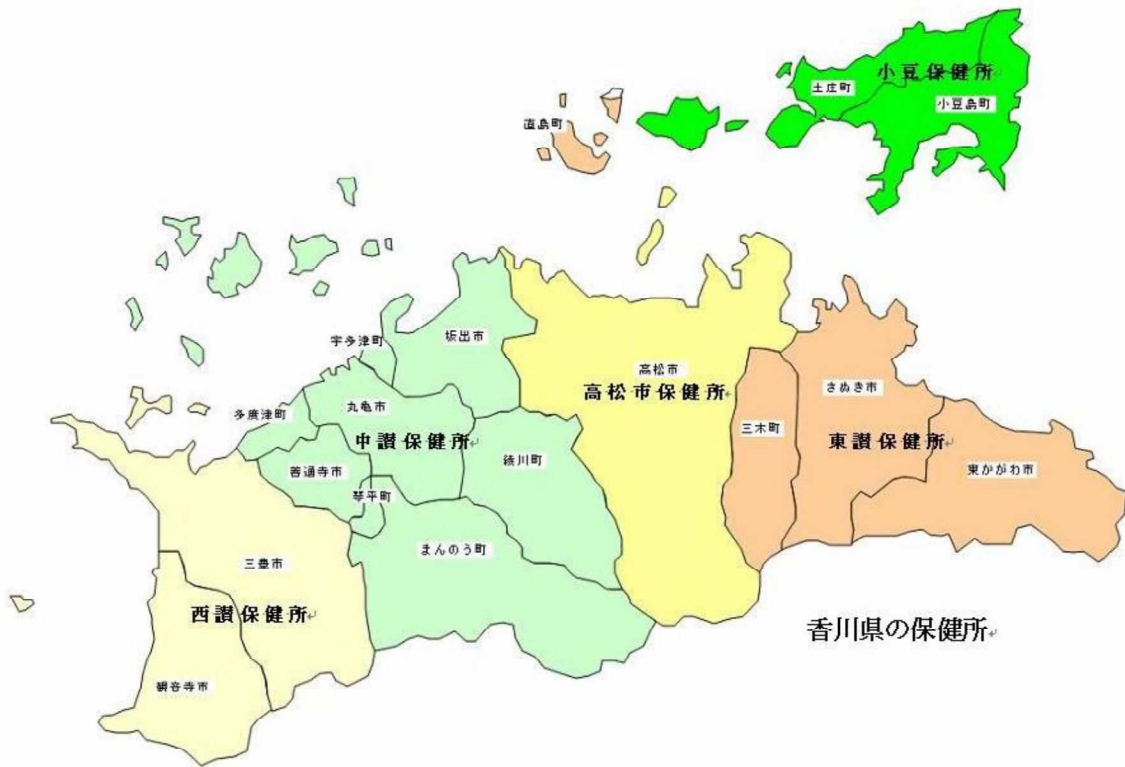 小豆保健所
土庄町
小豆島町
直島町
宇多津町
坂出市
高松市
高松市保健所
さぬき市
多度津町
丸亀市
中讃保健所
三木町
東讃保健所
善通寺市
綾川町
東かがわ市
琴平町
まんのう町
三豊市
西讃保健所
香川県の保健所
観音寺市